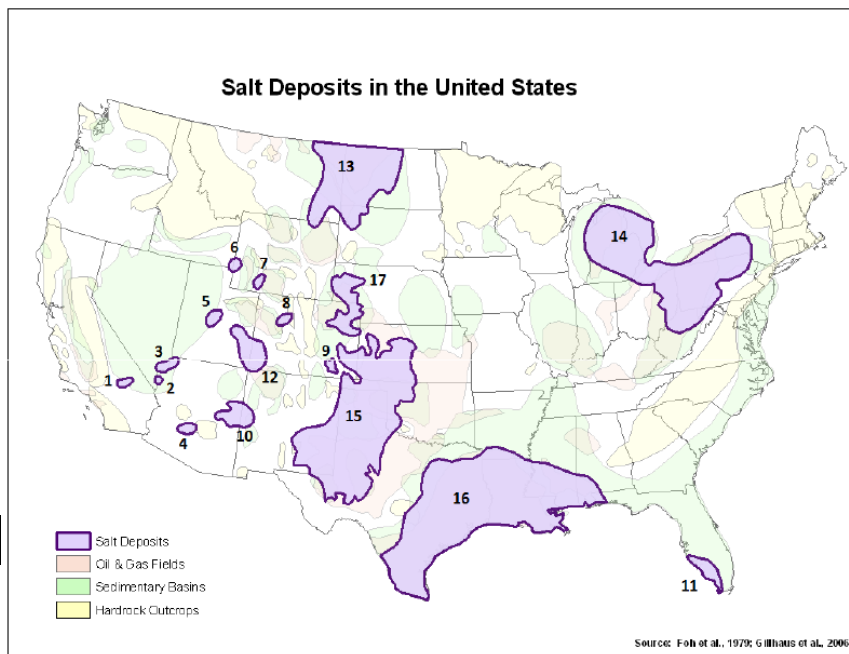 Salt Deposits in the United States
13
14
6
7
17
5
8
3
9
1
2
12
15
4
10
16
11
Salt Deposits
Oil & Gas Fields
Sedimentary Basins
Hardrock Outcrops
Source: Foh et al., 1979; Gillhaus et al., 2006